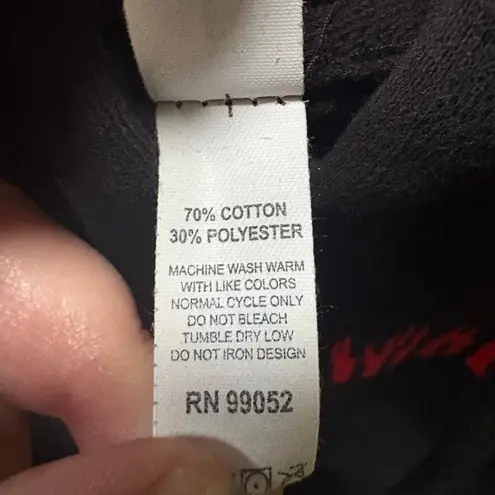 70% COTTON
30% POLYESTER
MACHINE WASH WARM
WITH LIKE COLORS
NORMAL CYCLE ONLY
DO NOT BLEACH
TUMBLE DRY LOW
DO NOT IRON DESIGN
RN 99052